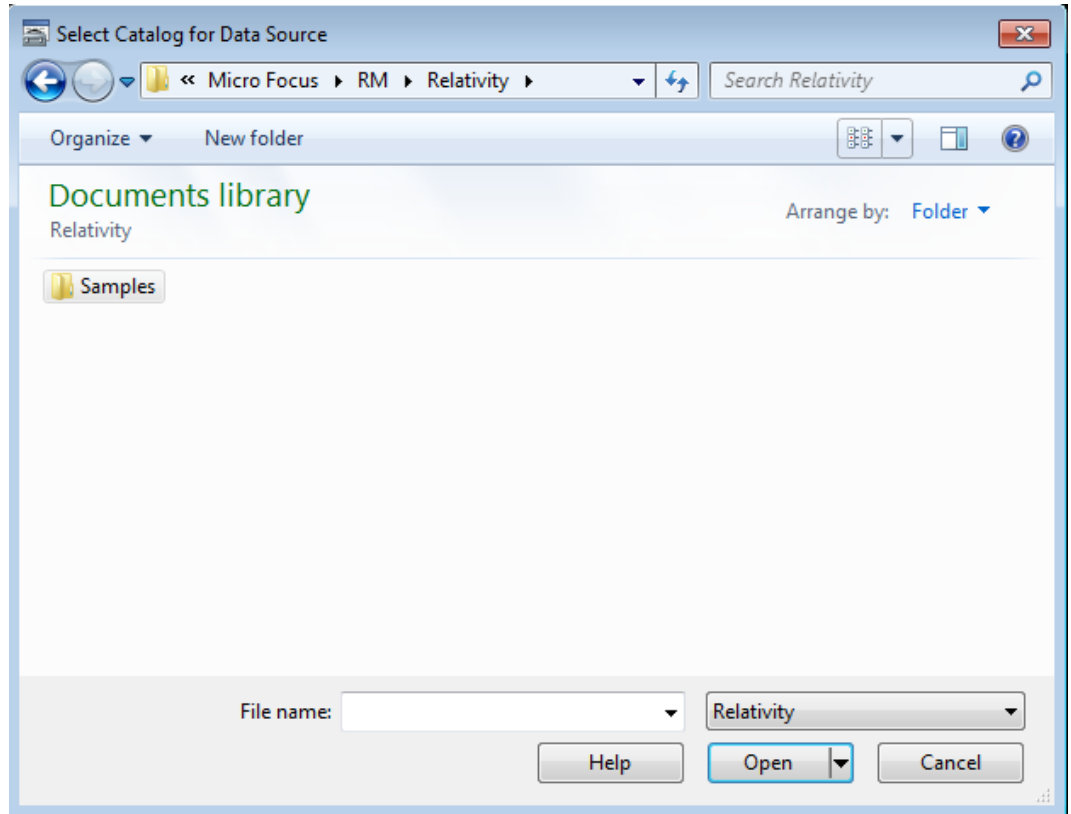 Select Catalog for Data Source
« Micro Focus RM Relativity Search Relativity
Organize New folder
Documents library
Relativity
Arrange by: Folder
Samples
File name: Relativity
Help Open Cancel